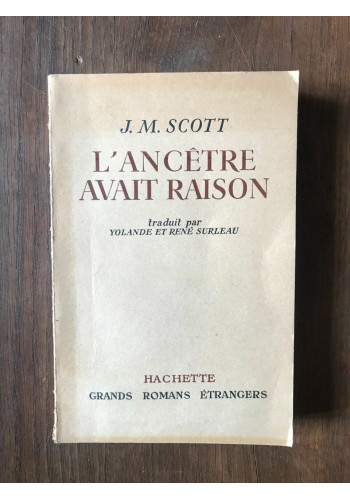 J. M. SCOTT
L'ANCÊTRE
AVAIT RAISON
traduit par
YOLANDE ET RENÉ SURLEAU
HACHETTE
GRANDS ROMANS ÉTRANGERS